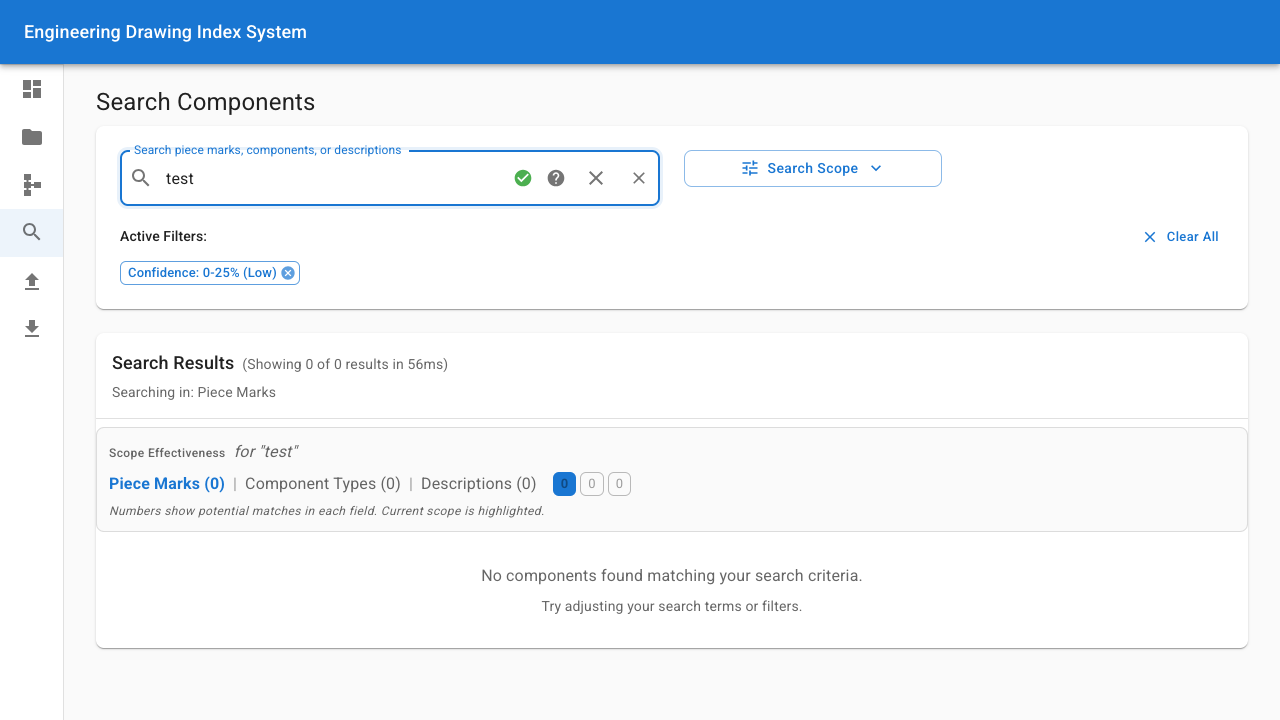 Engineering Drawing Index System
Search Components
Search piece marks, components, or descriptions
test
Search Scope
Active Filters:
Clear All
Confidence: 0-25% (Low)
Search Results (Showing 0 of 0 results in 56ms)
Searching in: Piece Marks
Scope Effectiveness for "test"
Piece Marks (0) | Component Types (0) | Descriptions (0) 0 0 0
Numbers show potential matches in each field. Current scope is highlighted.
No components found matching your search criteria.
Try adjusting your search terms or filters.